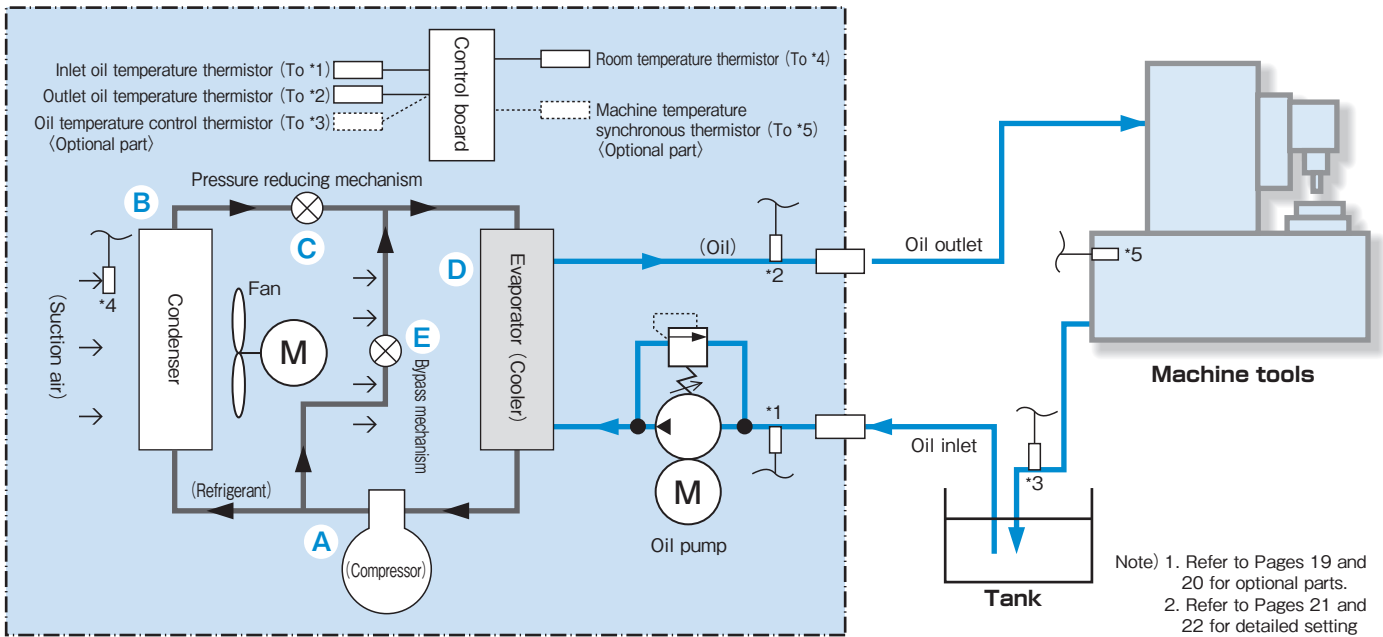 Inlet oil temperature thermistor (To *1)
Outlet oil temperature thermistor (To *2)
Oil temperature control thermistor (To *3)
〈Optional part〉
Control board
Room temperature thermistor (To *4)
Machine temperature
synchronous thermistor (To *5)
〈Optional part〉
Pressure reducing mechanism
B
C
*4
(Suction air)
Condenser
Fan
M
E
Bypass mechanism
D
Evaporator (Cooler)
(Oil)
*2
Oil outlet
*5
Machine tools
*1
Oil inlet
*3
M
Oil pump
(Refrigerant)
A
(Compressor)
Tank
Note) 1. Refer to Pages 19 and
20 for optional parts.
2. Refer to Pages 21 and
22 for detailed setting